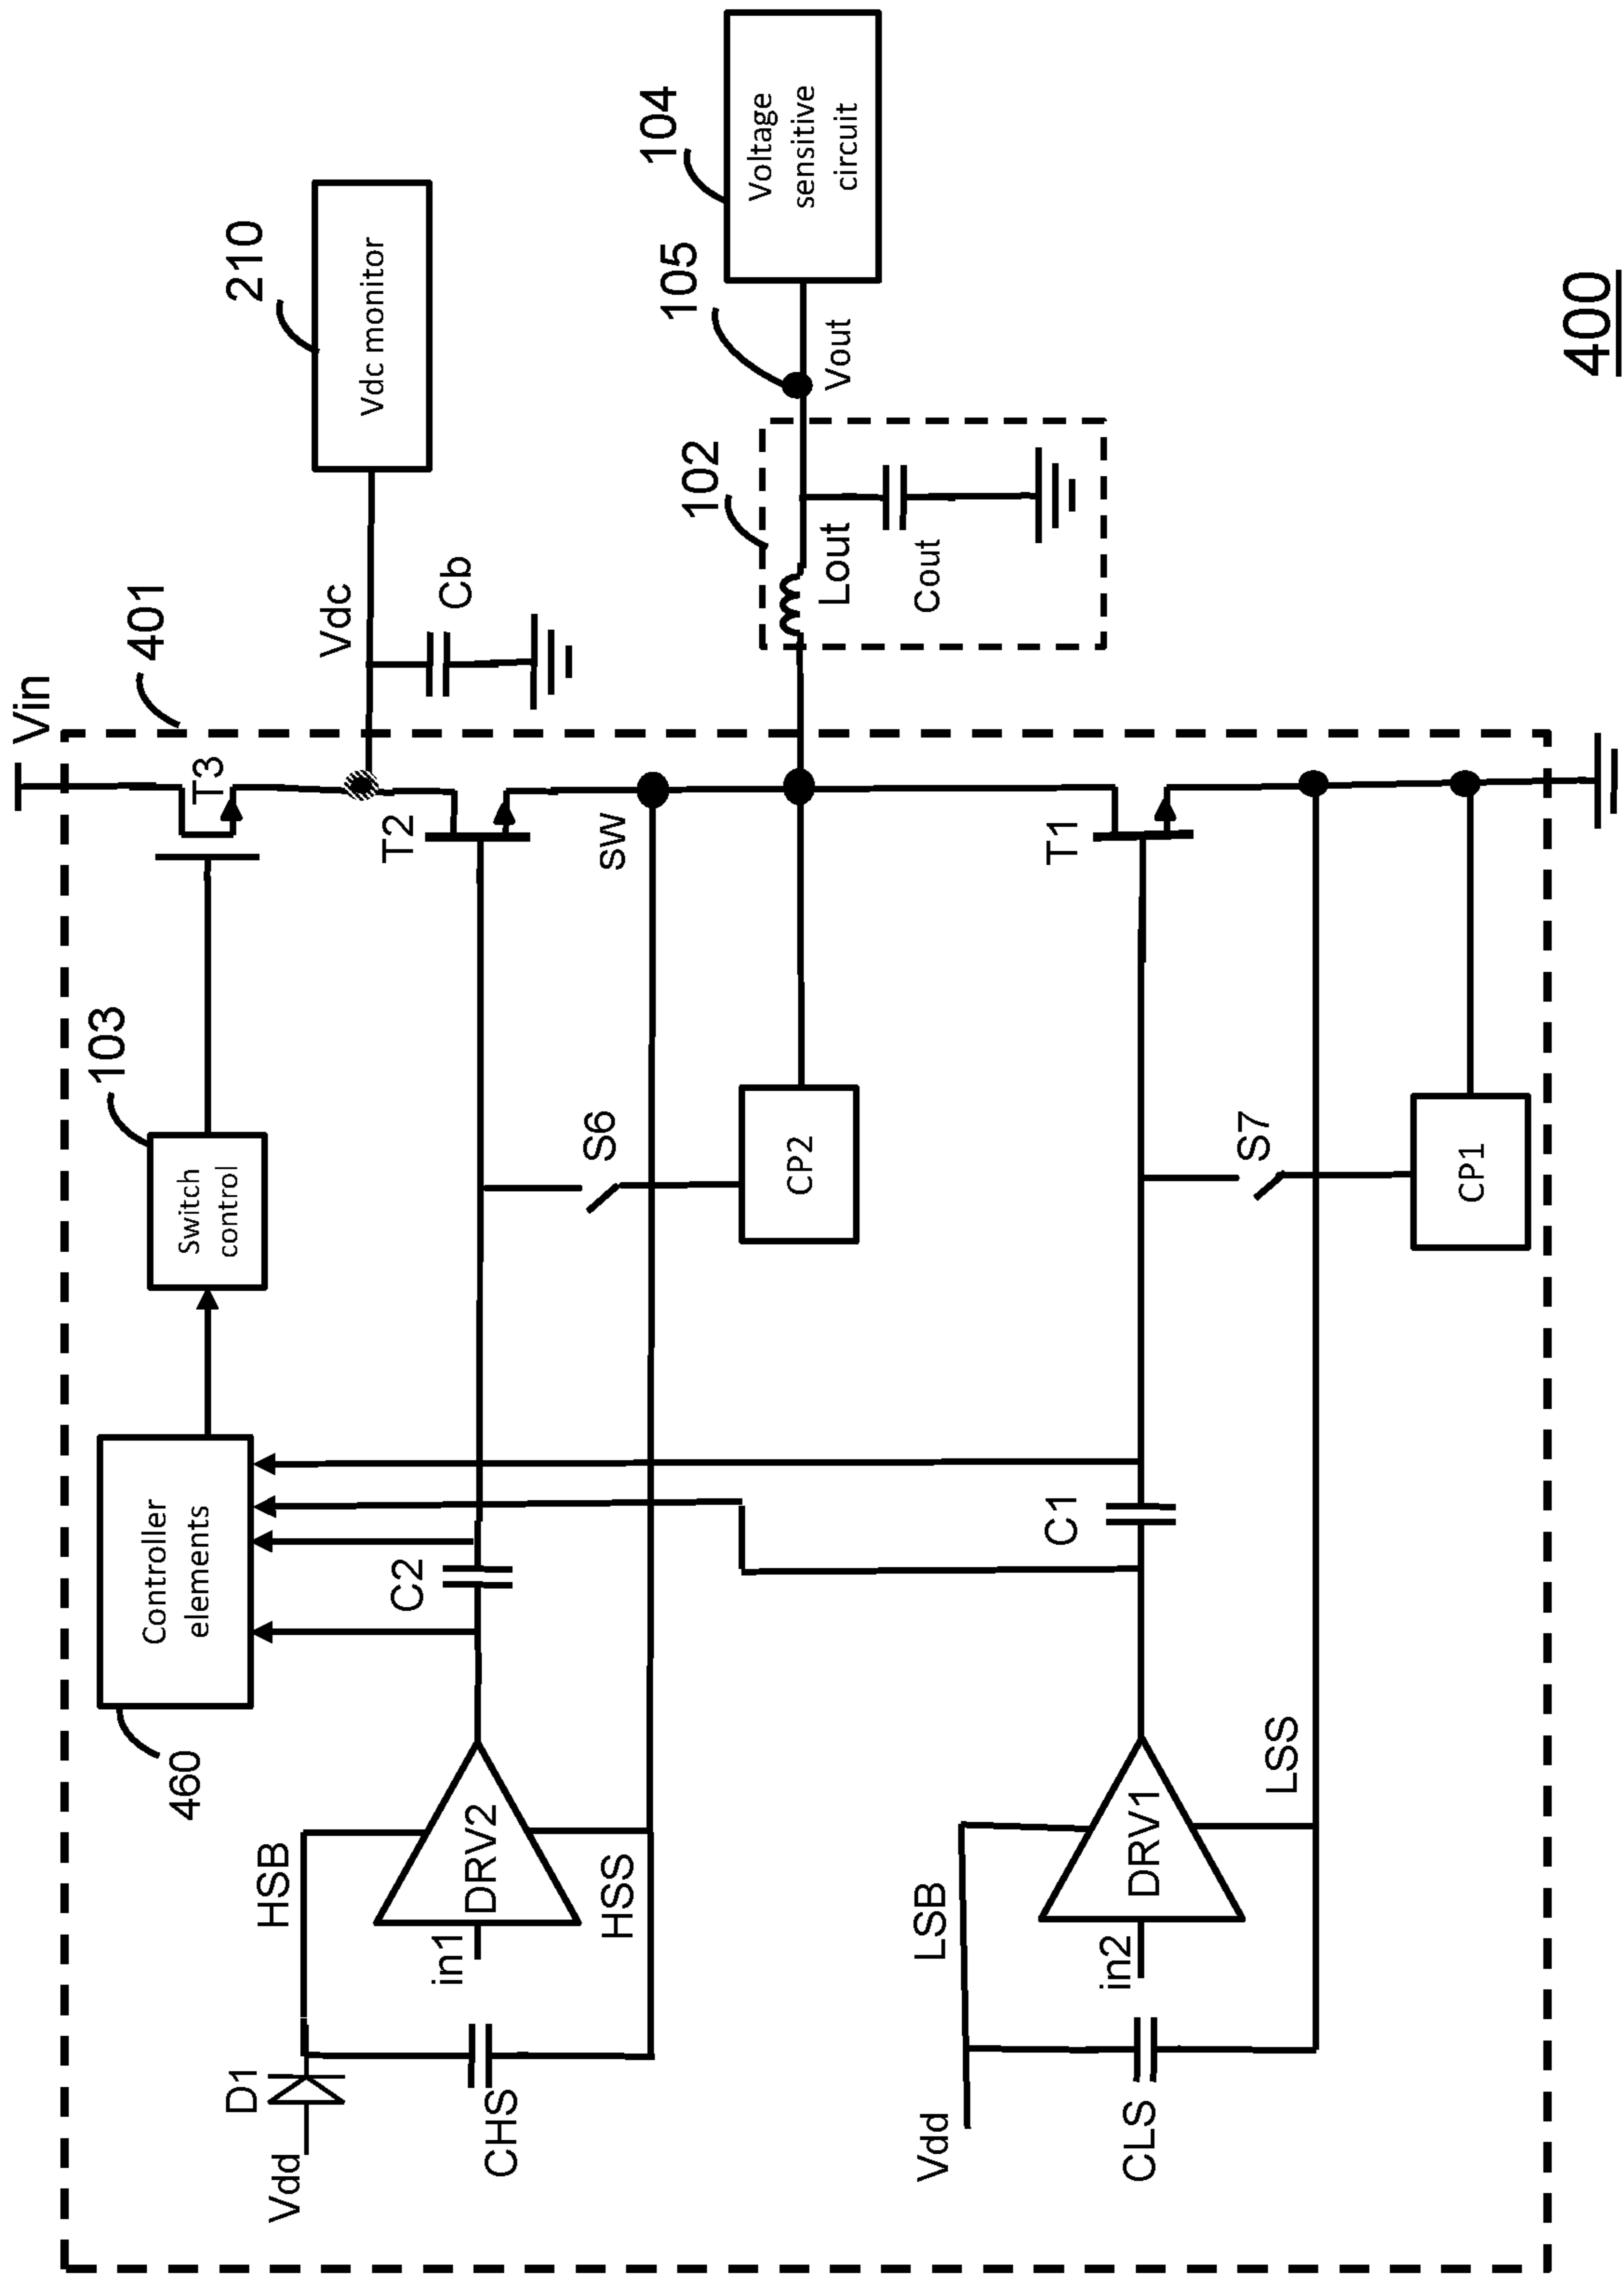 Vin
401
T3
103
Switch
control
Controller
elements
460
Vdc
210
Vdc monitor
Cb
T2
SW
HSB
D1
Vdd
CHS
in1
DRV2
HSS
C2
S6
CP2
102
Lout
Cout
105
Vout
104
Voltage
sensitive
circuit
T1
C1
LSB
Vdd
CLS
in2
DRV1
LSS
S7
CP1
400